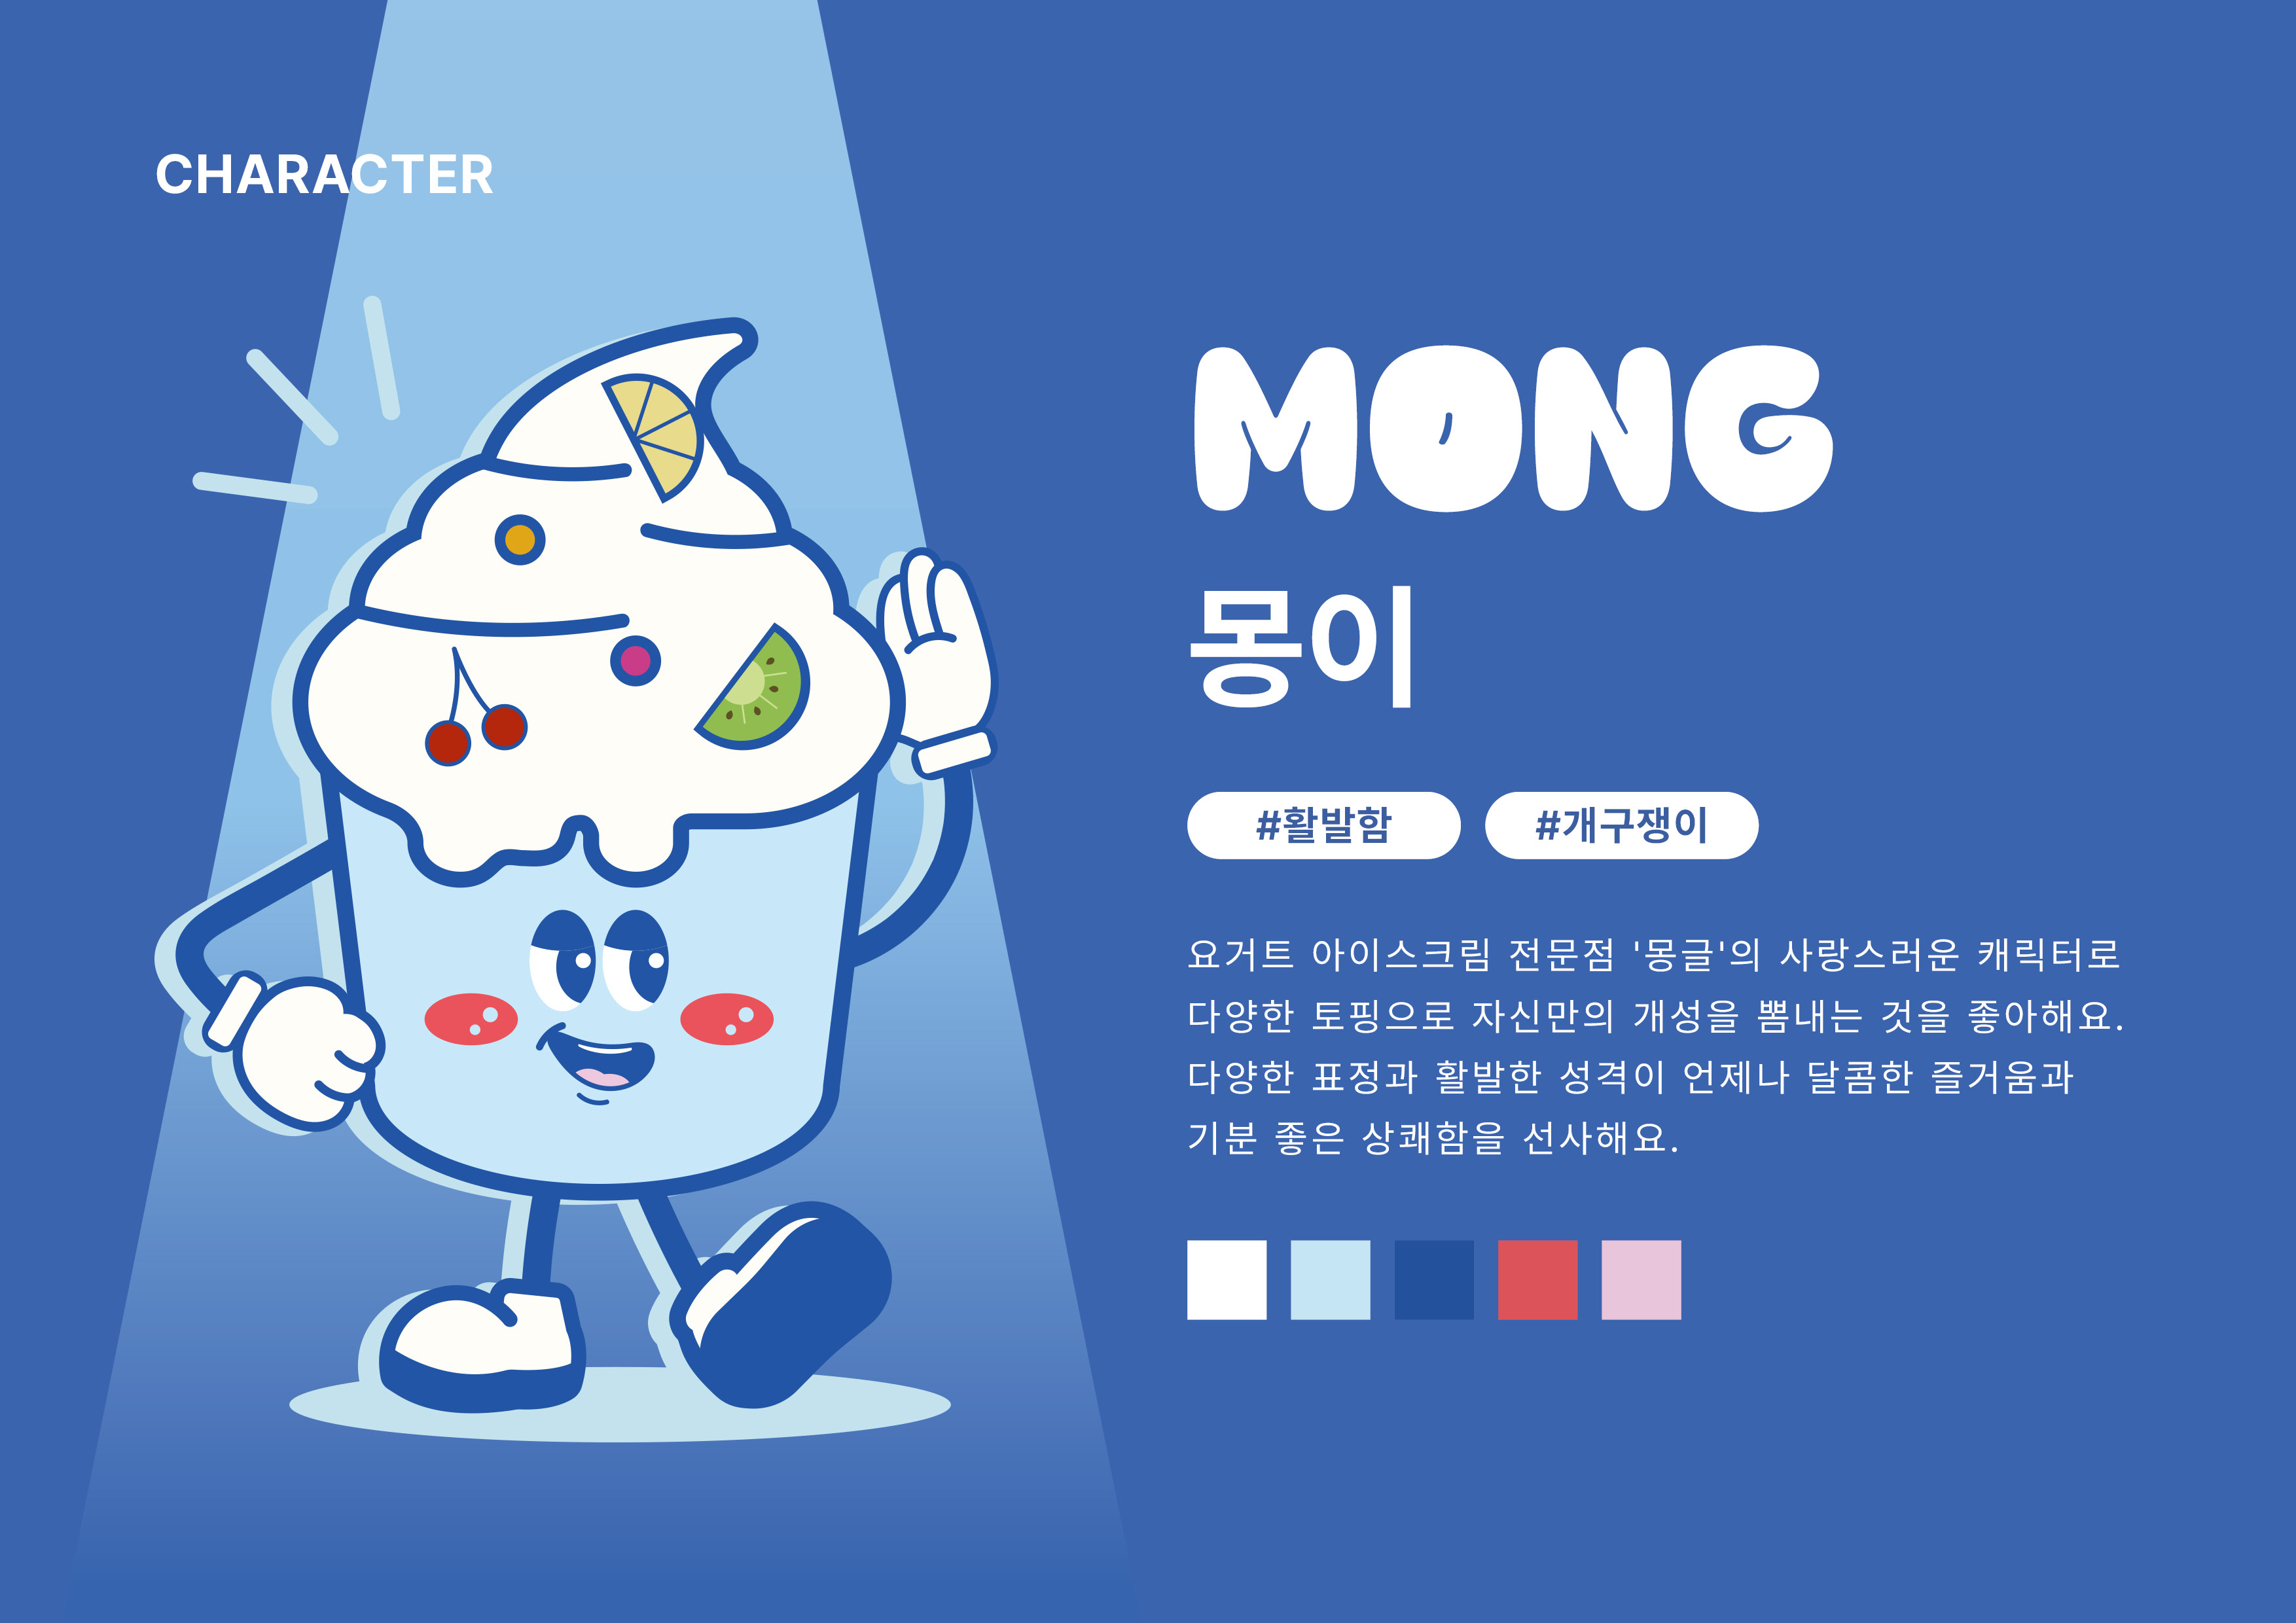 CHARACTER
MONG
몽이
#활발함
#개구쟁이
요거트 아이스크림 전문점 '몽글'의 사랑스러운 캐릭터로
다양한 토핑으로 자신만의 개성을 뽐내는 것을 좋아해요.
다양한 표정과 활발한 성격이 언제나 달콤한 즐거움과
기분 좋은 상쾌함을 선사해요.